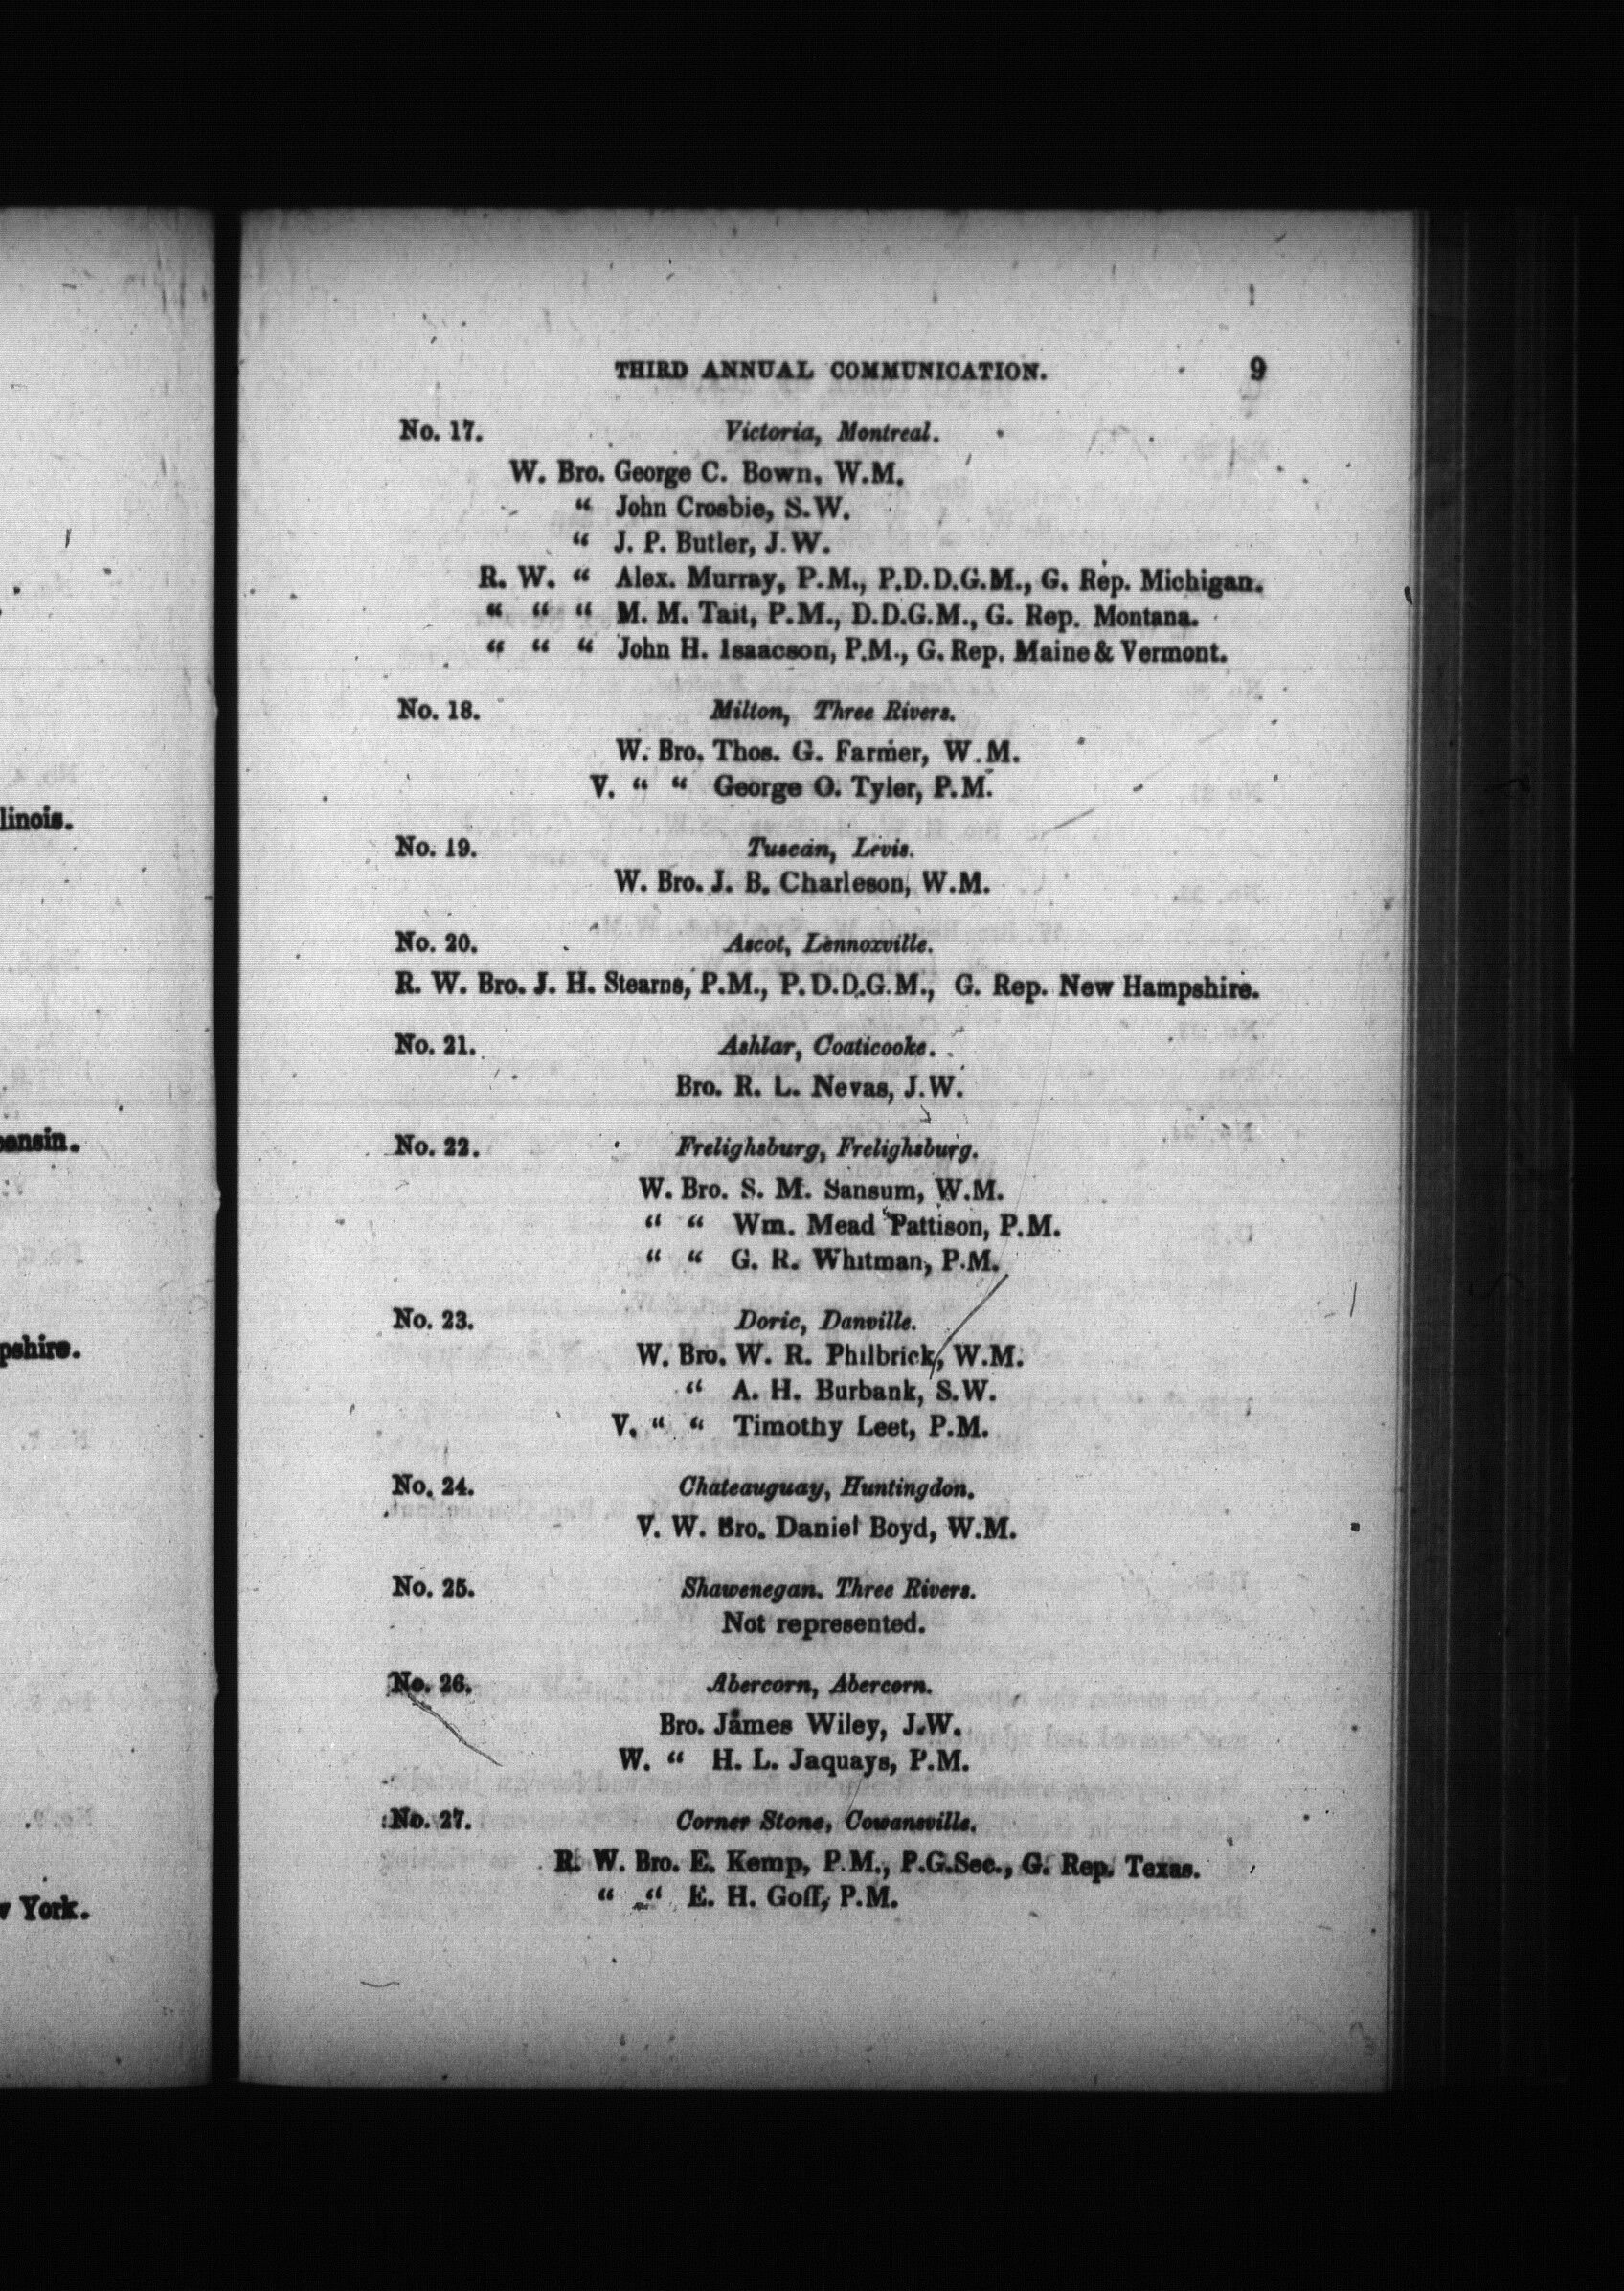 THIRD ANNUAL COMMUNICATION. 9
No. 17. Victoria, Montreal.
W. Bro. George C. Bown, W.M.
“ John Crosbie, S.W.
“ J. P. Butler, J.W.
R. W. “ Alex. Murray, P.M., P.D.D.G.M., G. Rep. Michigan.
“ “ “ M. M. Tait, P.M., D.D.G.M., G. Rep. Montana.
“ “ “ John H. Isaacson, P.M., G. Rep. Maine & Vermont.
No. 18. Milton, Three Rivers.
W. Bro. Thos. G. Farmer, W.M.
V. “ “ George O. Tyler, P.M.
No. 19. Tuscan, Levis.
W. Bro. J. B. Charleson, W.M.
No. 20. Ascot, Lennoxville.
R. W. Bro. J. H. Stearns, P.M., P.D.D.G.M., G. Rep. New Hampshire.
No. 21. Ashlar, Coaticooke.
Bro. R. L. Nevas, J.W.
No. 22. Frelighsburg, Frelighsburg.
W. Bro. S. M. Sansum, W.M.
“ “ Wm. Mead Pattison, P.M.
“ “ G. R. Whitman, P.M.
No. 23. Doric, Danville.
W. Bro. W. R. Philbrick, W.M.
“ A. H. Burbank, S.W.
V. “ “ Timothy Leet, P.M.
No. 24. Chateauguay, Huntingdon.
V. W. Bro. Daniel Boyd, W.M.
No. 25. Shawenegan. Three Rivers.
Not represented.
No. 26. Abercorn, Abercorn.
Bro. James Wiley, J.W.
W. “ H. L. Jaquays, P.M.
No. 27. Corner Stone, Cowansville.
R. W. Bro. E. Kemp, P.M., P.G.Sec., G. Rep. Texas.
“ “ E. H. Goff, P.M.
linois.
pshire.
York.